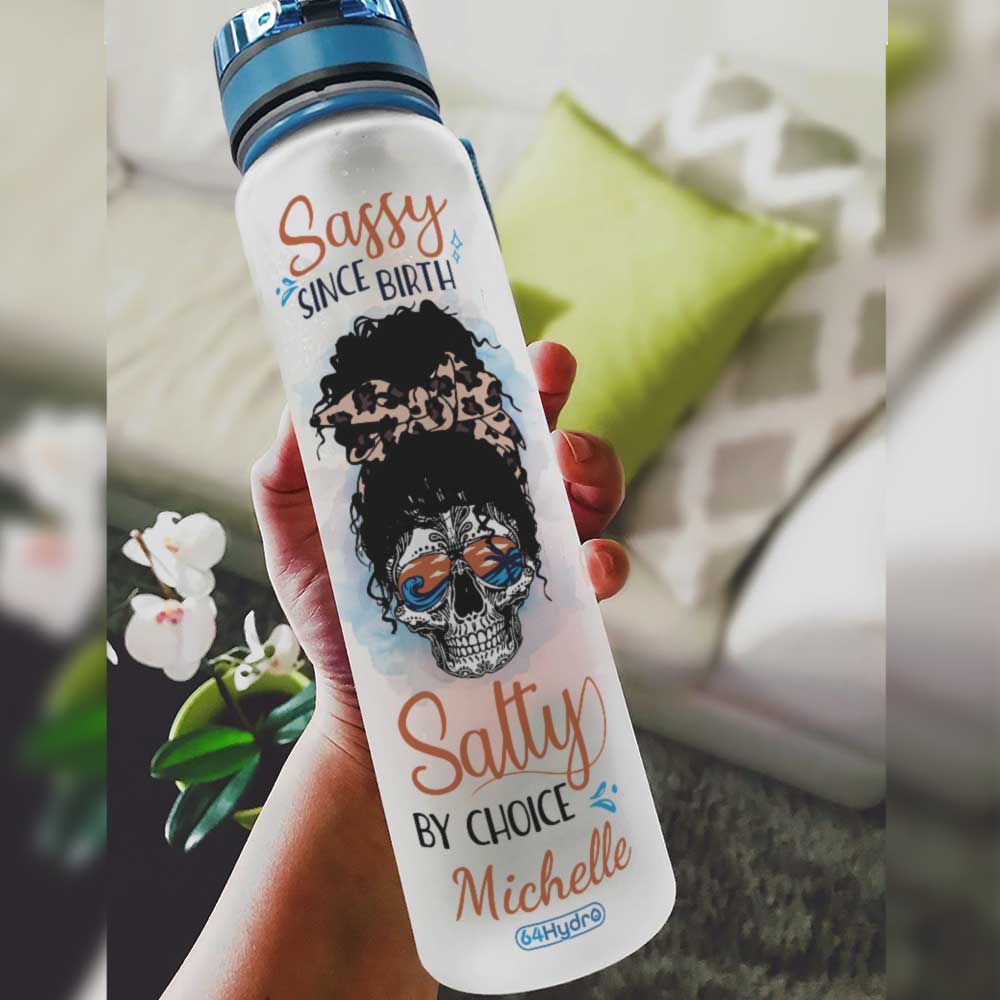 Sassy
SINCE BIRTH
Salty
BY CHOICE
Michelle
64Hydro